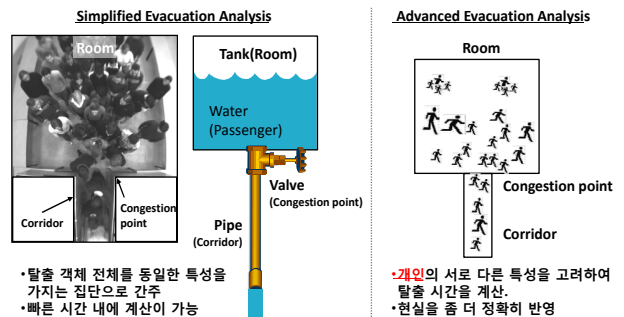 Simplified Evacuation Analysis
Room
Corridor
Congestion
point
Tank(Room)
Water
(Passenger)
Valve
(Congestion point)
Pipe
(Corridor)
•탈출 객체 전체를 동일한 특성을
가지는 집단으로 간주
•빠른 시간 내에 계산이 가능
Advanced Evacuation Analysis
Room
Congestion point
Corridor
•개인의 서로 다른 특성을 고려하여
탈출 시간을 계산.
•현실을 좀 더 정확히 반영